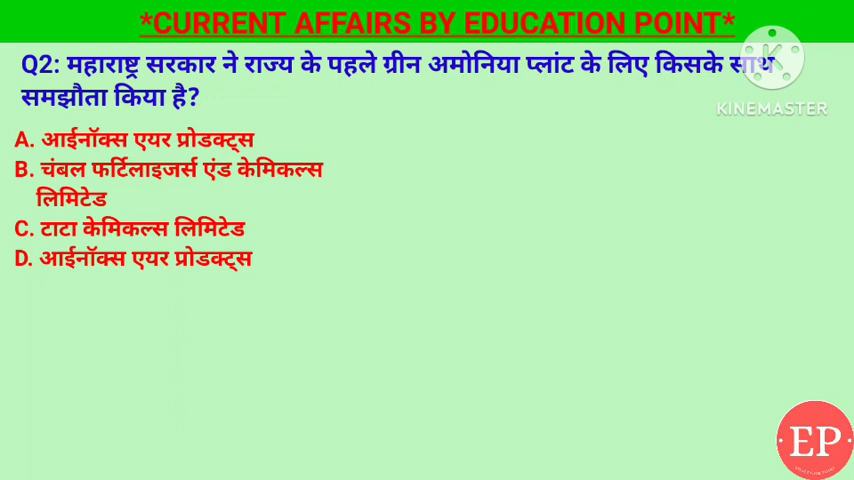 *CURRENT AFFAIRS BY EDUCATION POINT*
Q2: महाराष्ट्र सरकार ने राज्य के पहले ग्रीन अमोनिया प्लांट के लिए किसके साथ
समझौता किया है?
K
KINEMASTER
A. आईनॉक्स एयर प्रोडक्ट्स
B. चंबल फर्टिलाइजर्स एंड केमिकल्स
लिमिटेड
C. टाटा केमिकल्स लिमिटेड
D. आईनॉक्स एयर प्रोडक्ट्स
EP